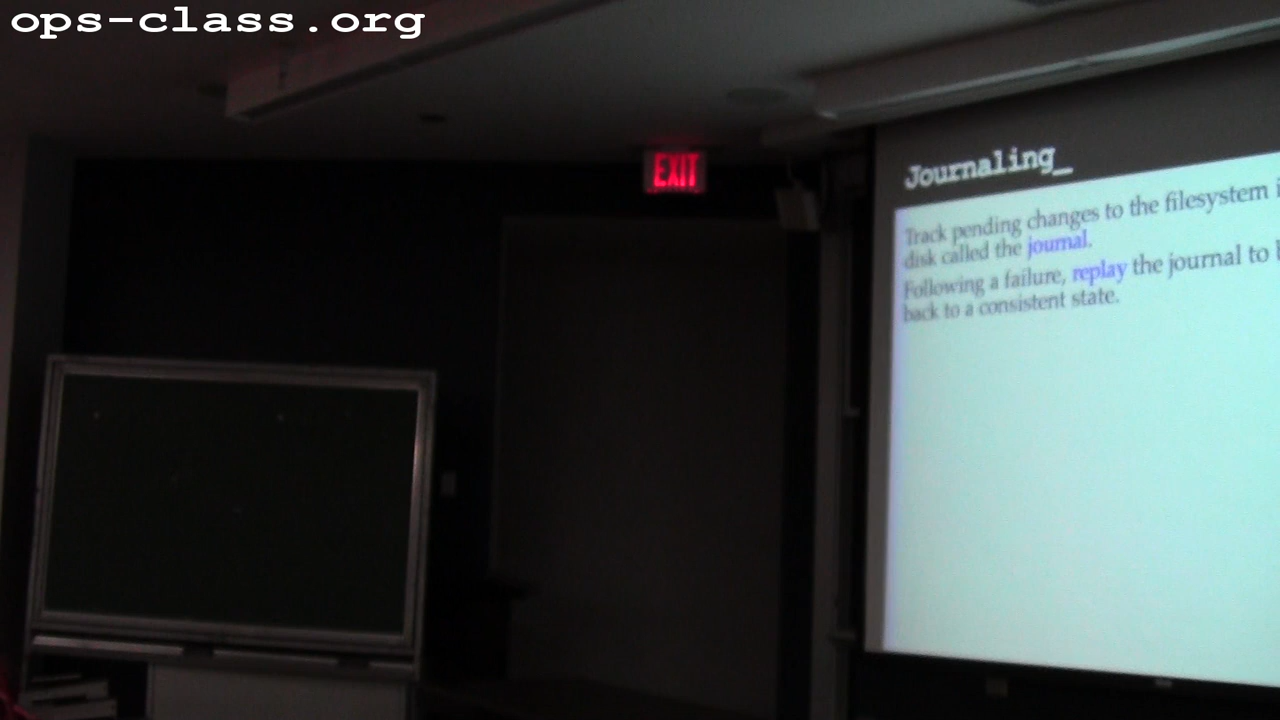 ops-class.org
EXIT
Journaling_
Track pending changes to the filesystem
disk called the journal.
Following a failure, replay the journal to
back to a consistent state.